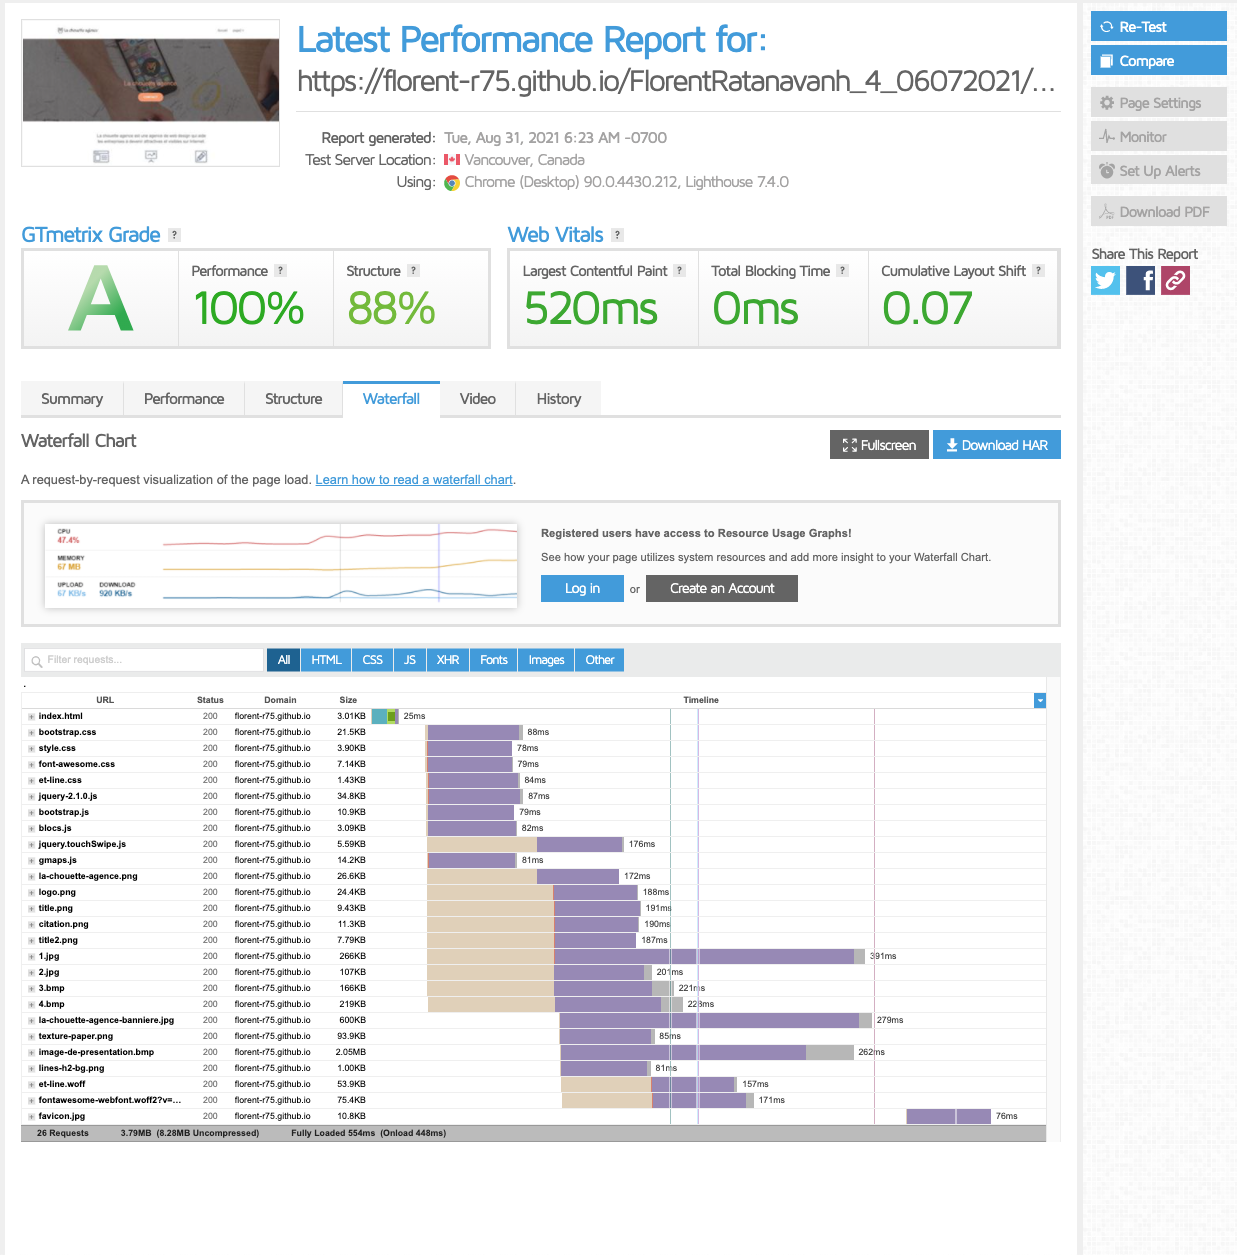 La chouette agence
Latest Performance Report for:
https://florent-r75.github.io/FlorentRatanavanh_4_06072021/...
La chouette agence est une agence de web design qui aide
les entreprises à devenir attractives et visibles sur Internet.
Report generated: Tue, Aug 31, 2021 6:23 AM -0700
Test Server Location: Vancouver, Canada
Using: Chrome (Desktop) 90.0.4430.212, Lighthouse 7.4.0
Re-Test
Compare
Page Settings
Monitor
Set Up Alerts
Download PDF
Share This Report
GTmetrix Grade ?
Web Vitals ?
A
Performance ?
100%
Structure ?
88%
Largest Contentful Paint ?
520ms
Total Blocking Time ?
0ms
Cumulative Layout Shift ?
0.07
Summary Performance Structure Waterfall Video History
Waterfall Chart
Fullscreen Download HAR
A request-by-request visualization of the page load. Learn how to read a waterfall chart.
CPU
47.4%
MEMORY
67 MB
UPLOAD DOWNLOAD
67 KB/s 920 KB/s
Registered users have access to Resource Usage Graphs!
See how your page utilizes system resources and add more insight to your Waterfall Chart.
Log in or Create an Account
Filter requests...
All HTML CSS JS XHR Fonts Images Other
URL Status Domain Size Timeline
index.html 200 florent-r75.github.io 3.01KB 25ms
bootstrap.css 200 florent-r75.github.io 21.5KB 88ms
style.css 200 florent-r75.github.io 3.90KB 78ms
font-awesome.css 200 florent-r75.github.io 7.14KB 79ms
et-line.css 200 florent-r75.github.io 1.43KB 84ms
jquery-2.1.0.js 200 florent-r75.github.io 34.8KB 87ms
bootstrap.js 200 florent-r75.github.io 10.9KB 79ms
blocs.js 200 florent-r75.github.io 3.09KB 82ms
jquery.touchSwipe.js 200 florent-r75.github.io 5.59KB 176ms
gmaps.js 200 florent-r75.github.io 14.2KB 81ms
la-chouette-agence.png 200 florent-r75.github.io 26.6KB 172ms
logo.png 200 florent-r75.github.io 24.4KB 188ms
title.png 200 florent-r75.github.io 9.43KB 191ms
citation.png 200 florent-r75.github.io 11.3KB 190ms
title2.png 200 florent-r75.github.io 7.79KB 187ms
1.jpg 200 florent-r75.github.io 266KB 391ms
2.jpg 200 florent-r75.github.io 107KB 201ms
3.bmp 200 florent-r75.github.io 166KB 221ms
4.bmp 200 florent-r75.github.io 219KB 223ms
la-chouette-agence-banniere.jpg 200 florent-r75.github.io 600KB 279ms
texture-paper.png 200 florent-r75.github.io 93.9KB 85ms
image-de-presentation.bmp 200 florent-r75.github.io 2.05MB 262ms
lines-h2-bg.png 200 florent-r75.github.io 1.00KB 81ms
et-line.woff 200 florent-r75.github.io 53.9KB 157ms
fontawesome-webfont.woff2?v=... 200 florent-r75.github.io 75.4KB 171ms
favicon.jpg 200 florent-r75.github.io 10.8KB 76ms
26 Requests 3.79MB (8.28MB Uncompressed) Fully Loaded 554ms (Onload 448ms)